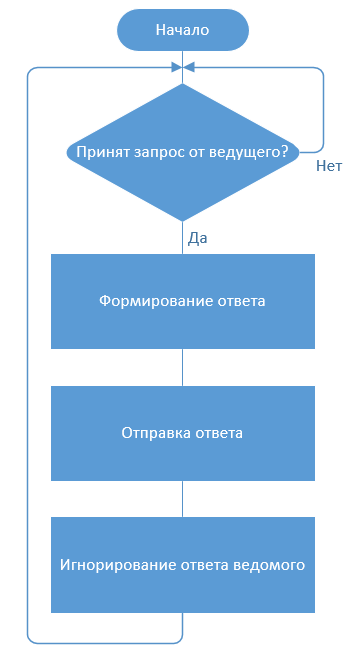 Начало
Принят запрос от ведущего?
Нет
Да
Формирование ответа
Отправка ответа
Игнорирование ответа ведомого